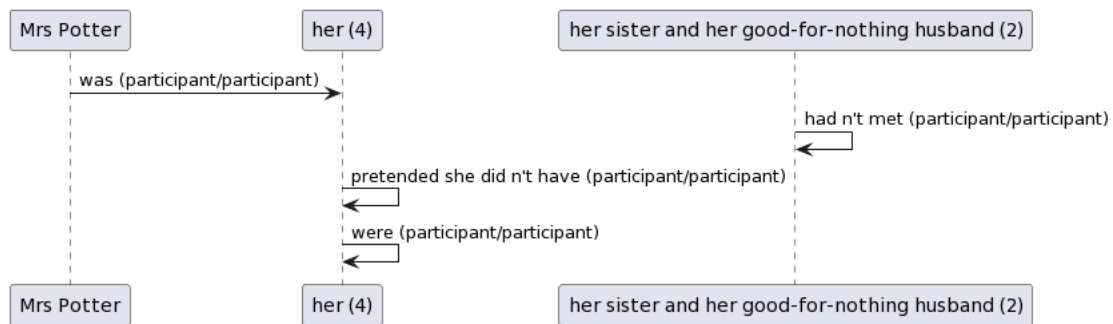 Mrs Potter
her (4)
her sister and her good-for-nothing husband (2)
was (participant/participant)
had n't met (participant/participant)
pretended she did n't have (participant/participant)
were (participant/participant)
Mrs Potter
her (4)
her sister and her good-for-nothing husband (2)